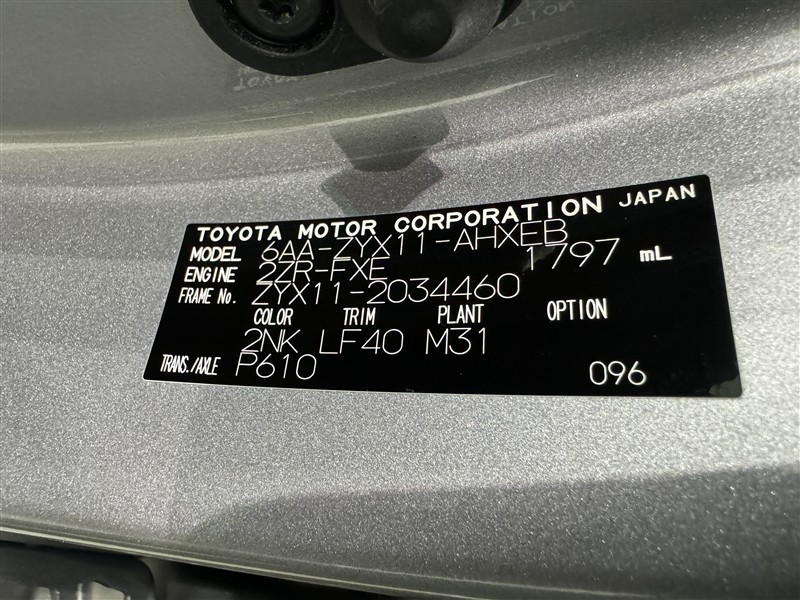 TOYOTA MOTOR CORPORATION JAPAN
MODEL 6AA-ZYX11-AHXEB
ENGINE 2ZR-FXE 1797 mL
FRAME No. ZYX11-2034460
COLOR TRIM PLANT OPTION
2NK LF40 M31
TRANS./AXLE P610 096